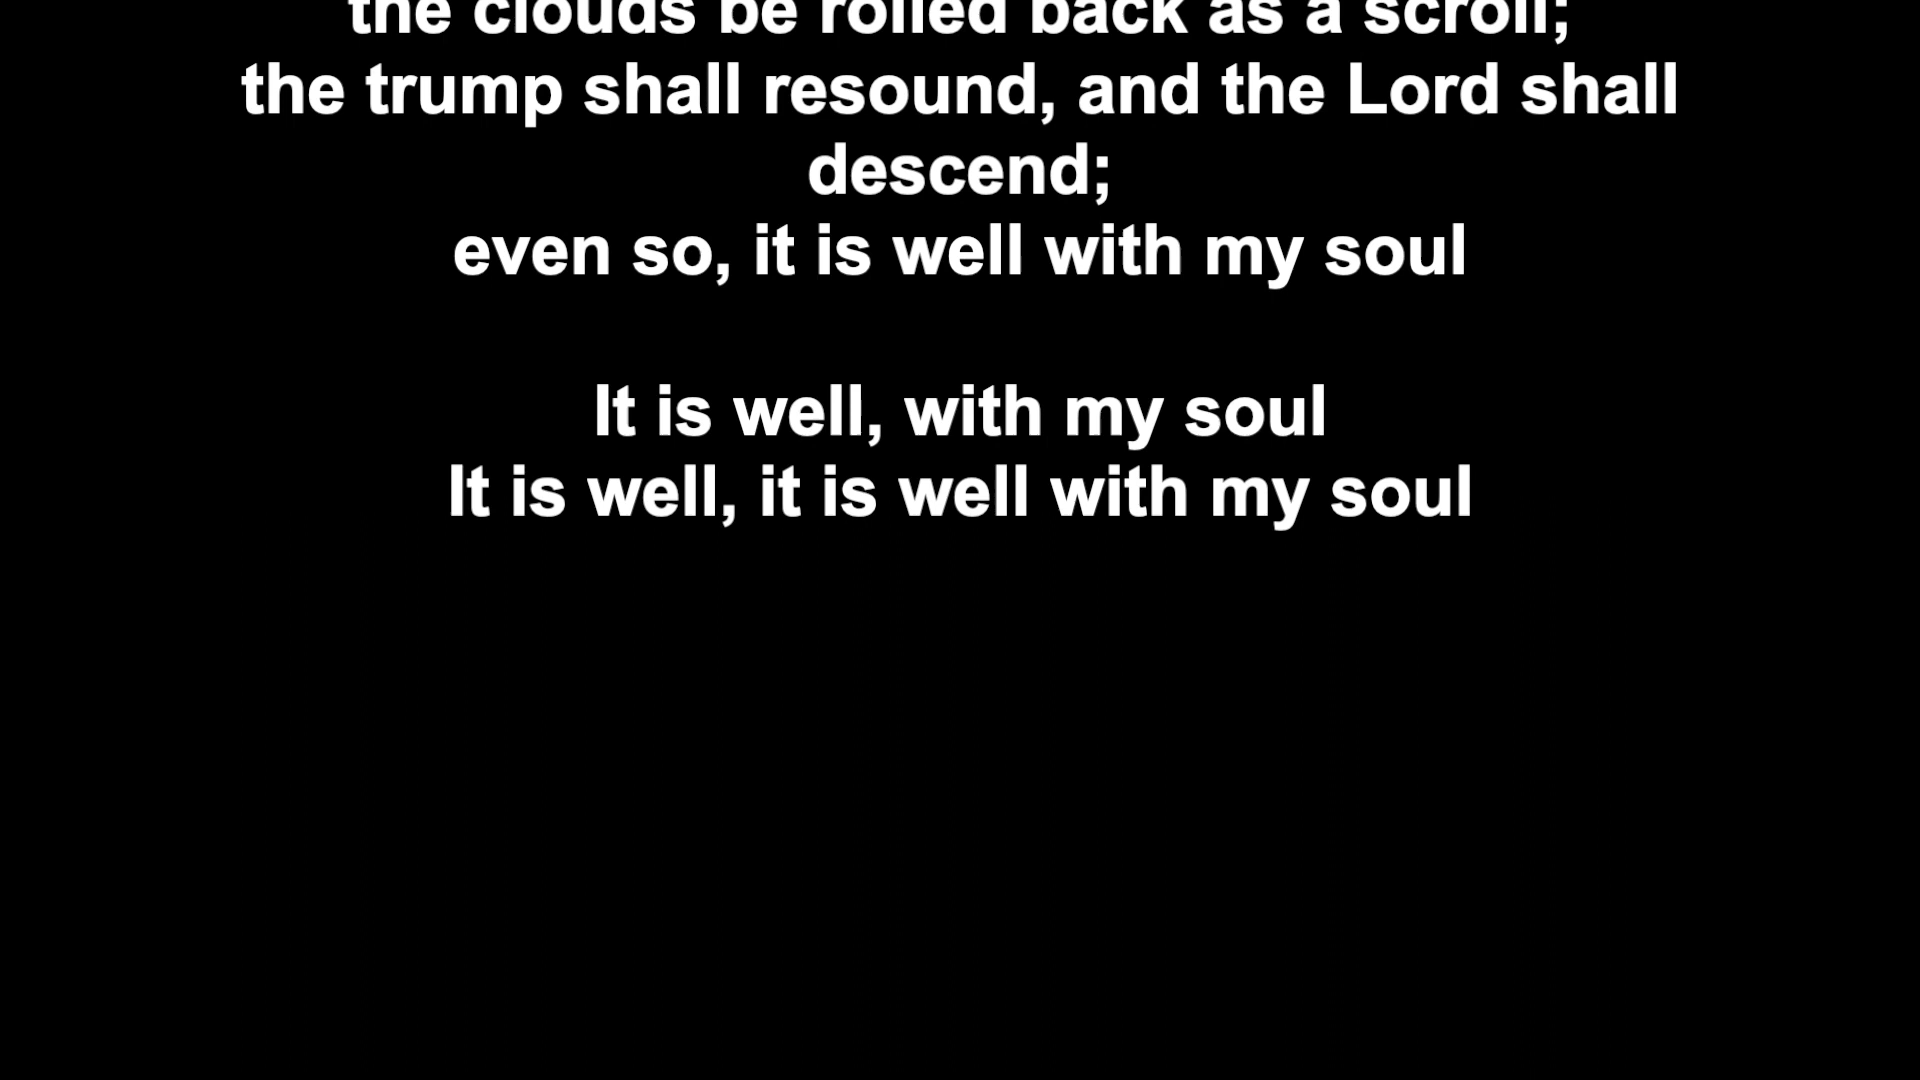 the clouds be rolled back as a scroll;
the trump shall resound, and the Lord shall
descend;
even so, it is well with my soul
It is well, with my soul
It is well, it is well with my soul